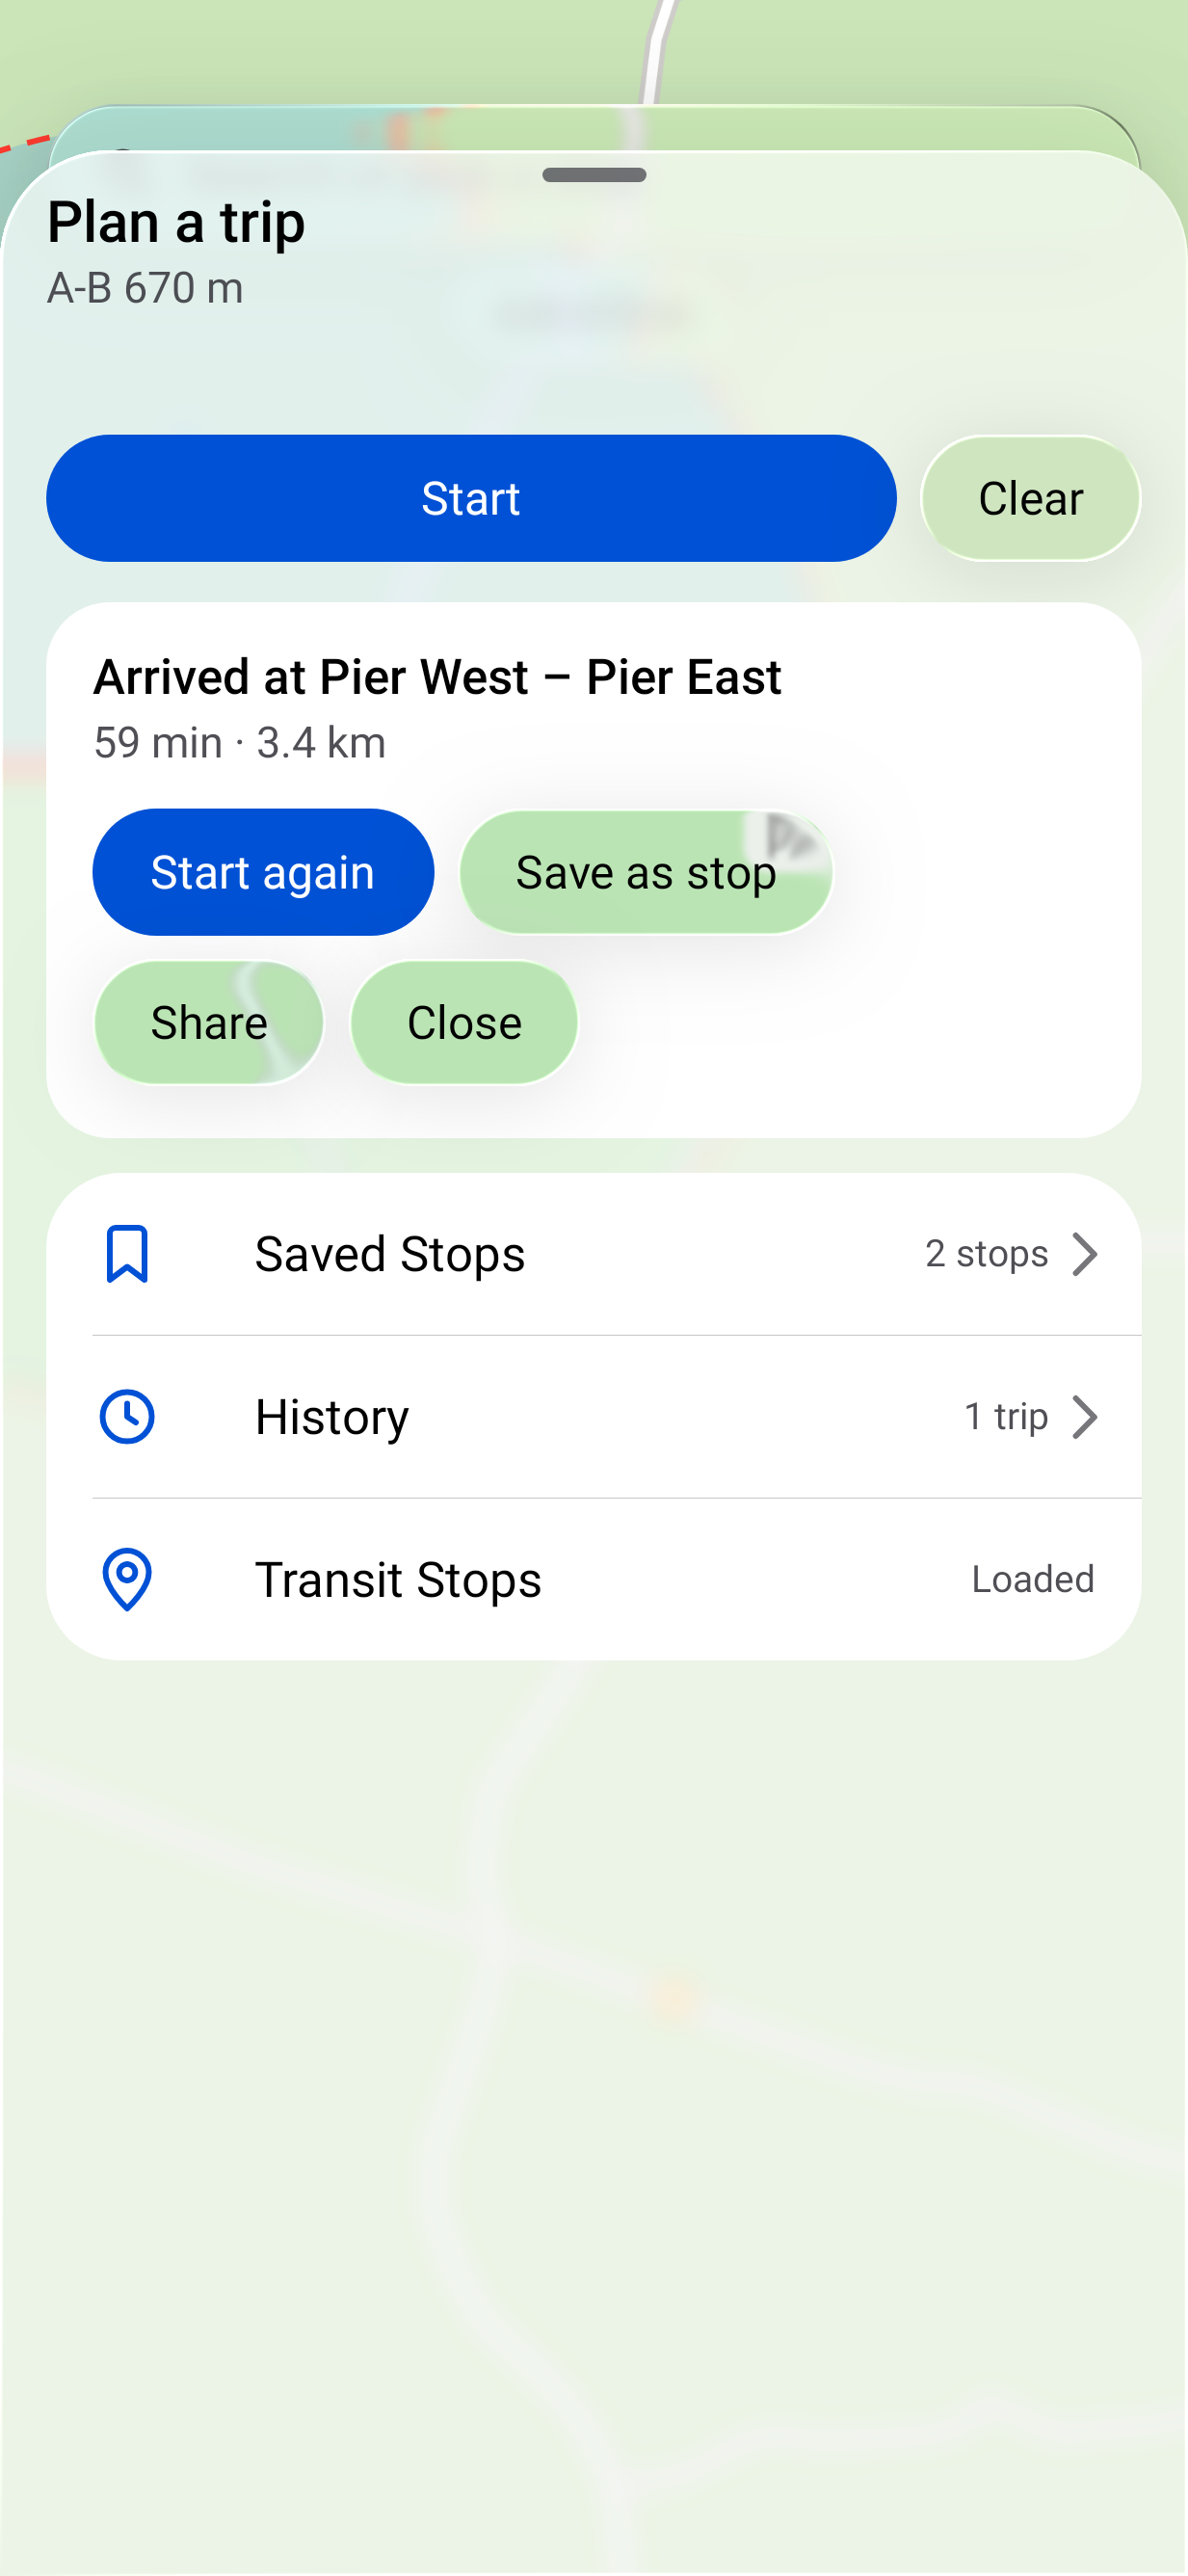 Plan a trip
A-B 670 m
Start
Clear
Arrived at Pier West – Pier East
59 min · 3.4 km
Start again
Save as stop
Share
Close
Saved Stops
2 stops
History
1 trip
Transit Stops
Loaded